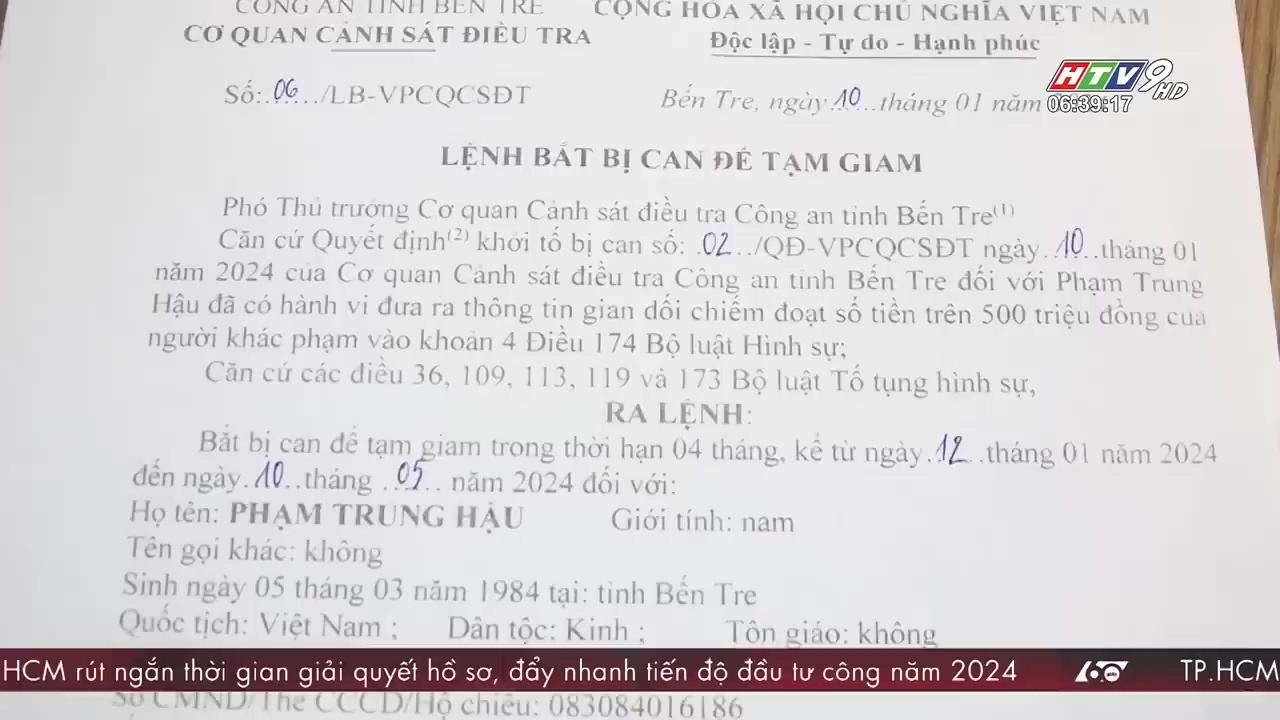 CÔNG AN TỈNH BẾN TRE
CỘNG HÒA XÃ HỘI CHỦ NGHĨA VIỆT NAM
CƠ QUAN CẢNH SÁT ĐIỀU TRA
Độc lập - Tự do - Hạnh phúc
Số:..06../LB-VPCQCSĐT
Bến Tre, ngày.10..tháng 01 năm
HTV9 HD
06:39:17
LỆNH BẮT BỊ CAN ĐỂ TẠM GIAM
Phó Thủ trưởng Cơ quan Cảnh sát điều tra Công an tỉnh Bến Tre(1)
Căn cứ Quyết định(2) khởi tố bị can số: .02../QĐ-VPCQCSĐT ngày..10..tháng 01
năm 2024 của Cơ quan Cảnh sát điều tra Công an tỉnh Bến Tre đối với Phạm Trung
Hậu đã có hành vi đưa ra thông tin gian dối chiếm đoạt số tiền trên 500 triệu đồng của
người khác phạm vào khoản 4 Điều 174 Bộ luật Hình sự;
Căn cứ các điều 36, 109, 113, 119 và 173 Bộ luật Tố tụng hình sự,
RA LỆNH:
Bắt bị can để tạm giam trong thời hạn 04 tháng, kể từ ngày.12..tháng 01 năm 2024
đến ngày.10..tháng ..05.. năm 2024 đối với:
Họ tên: PHẠM TRUNG HẬU Giới tính: nam
Tên gọi khác: không
Sinh ngày 05 tháng 03 năm 1984 tại: tỉnh Bến Tre
Quốc tịch: Việt Nam ; Dân tộc: Kinh ; Tôn giáo: không
HCM rút ngắn thời gian giải quyết hồ sơ, đẩy nhanh tiến độ đầu tư công năm 2024 60 giây TP.HCM
Số CMND/Thẻ CCCD/Hộ chiếu: 083084016186